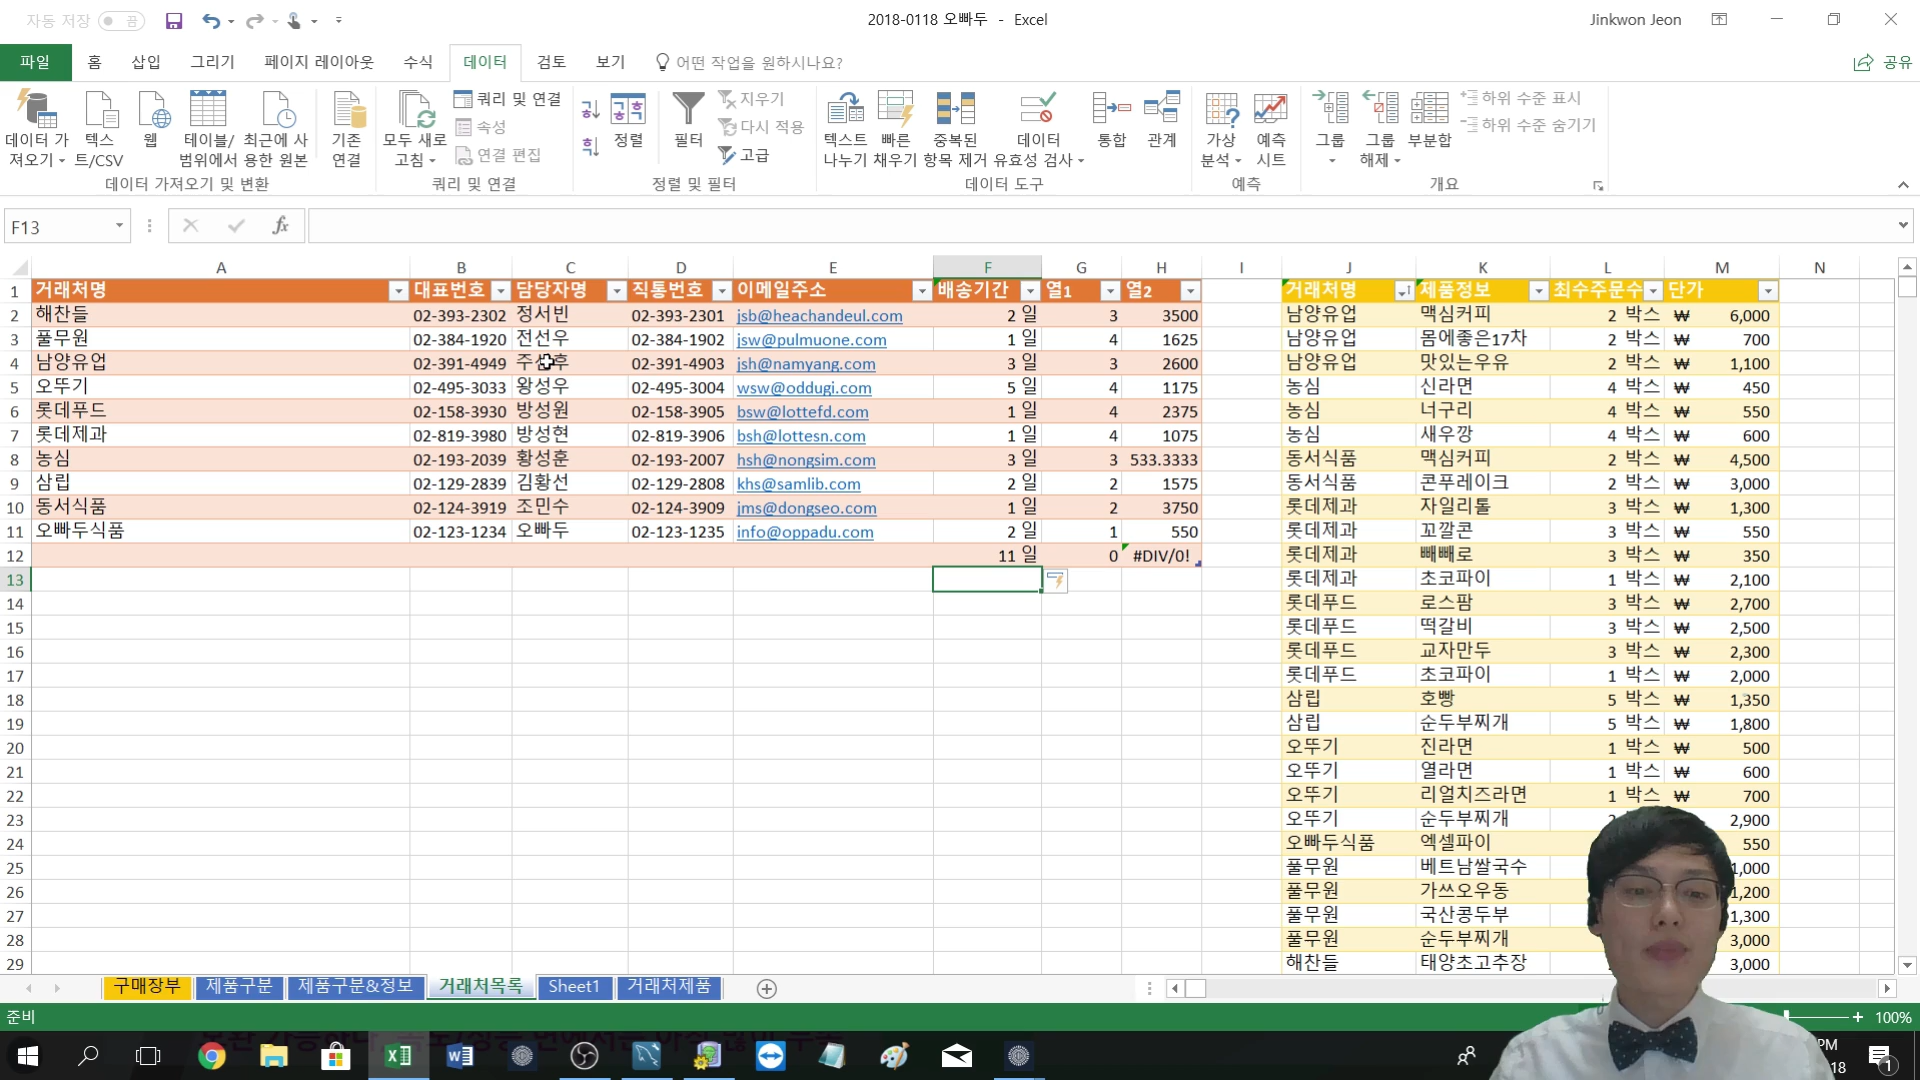 자동 저장 끔
2018-0118 오빠두 - Excel
Jinkwon Jeon
파일 홈 삽입 그리기 페이지 레이아웃 수식 데이터 검토 보기 어떤 작업을 원하시나요? 공유
데이터 가져오기 텍스트/CSV 웹 테이블/범위에서 최근에 사용한 원본 기존 연결
모두 새로 고침 쿼리 및 연결 속성 연결 편집
정렬 필터 지우기 다시 적용 고급
텍스트 나누기 빠른 채우기 중복된 항목 제거 데이터 유효성 검사 통합 관계
가상 분석 예측 시트
그룹 그룹 해제 부분합 하위 수준 표시 하위 수준 숨기기
데이터 가져오기 및 변환 쿼리 및 연결 정렬 및 필터 데이터 도구 예측 개요
F13 fx
A B C D E F G H I J K L M N
1 거래처명 대표번호 담당자명 직통번호 이메일주소 배송기간 열1 열2 거래처명 제품정보 최수주문수 단가
2 해찬들 02-393-2302 정서빈 02-393-2301 jsb@heachandeul.com 2 일 3 3500 남양유업 맥심커피 2 박스 ₩ 6,000
3 풀무원 02-384-1920 전선우 02-384-1902 jsw@pulmuone.com 1 일 4 1625 남양유업 몸에좋은17차 2 박스 ₩ 700
4 남양유업 02-391-4949 02-391-4903 jsh@namyang.com 3 일 3 2600 남양유업 맛있는우유 2 박스 ₩ 1,100
5 오뚜기 02-495-3033 왕성우 02-495-3004 wsw@oddugi.com 5 일 4 1175 농심 신라면 4 박스 ₩ 450
6 롯데푸드 02-158-3930 방성원 02-158-3905 bsw@lottefd.com 1 일 4 2375 농심 너구리 4 박스 ₩ 550
7 롯데제과 02-819-3980 방성현 02-819-3906 bsh@lottesn.com 1 일 4 1075 농심 새우깡 4 박스 ₩ 600
8 농심 02-193-2039 황성훈 02-193-2007 hsh@nongsim.com 3 일 3 533.3333 동서식품 맥심커피 2 박스 ₩ 4,500
9 삼립 02-129-2839 김황선 02-129-2808 khs@samlib.com 2 일 2 1575 동서식품 콘푸레이크 2 박스 ₩ 3,000
10 동서식품 02-124-3919 조민수 02-124-3909 jms@dongseo.com 1 일 2 3750 롯데제과 자일리톨 3 박스 ₩ 1,300
11 오빠두식품 02-123-1234 오빠두 02-123-1235 info@oppadu.com 2 일 1 550 롯데제과 꼬깔콘 3 박스 ₩ 550
12 11 일 0 #DIV/0! 롯데제과 빼빼로 3 박스 ₩ 350
13 롯데제과 초코파이 1 박스 ₩ 2,100
14 롯데푸드 로스팜 3 박스 ₩ 2,700
15 롯데푸드 떡갈비 3 박스 ₩ 2,500
16 롯데푸드 교자만두 3 박스 ₩ 2,300
17 롯데푸드 초코파이 1 박스 ₩ 2,000
18 삼립 호빵 5 박스 ₩ 1,350
19 삼립 순두부찌개 5 박스 ₩ 1,800
20 오뚜기 진라면 1 박스 ₩ 500
21 오뚜기 열라면 1 박스 ₩ 600
22 오뚜기 리얼치즈라면 1 박스 ₩ 700
23 오뚜기 순두부찌개 2,900
24 오빠두식품 엑셀파이 550
25 풀무원 베트남쌀국수 1,000
26 풀무원 가쓰오우동 1,200
27 풀무원 국산콩두부 1,300
28 풀무원 순두부찌개 3,000
29 해찬들 태양초고추장 3,000
구매장부 제품구분 제품구분&정보 거래처목록 Sheet1 거래처제품
준비 100%
PM
18 1